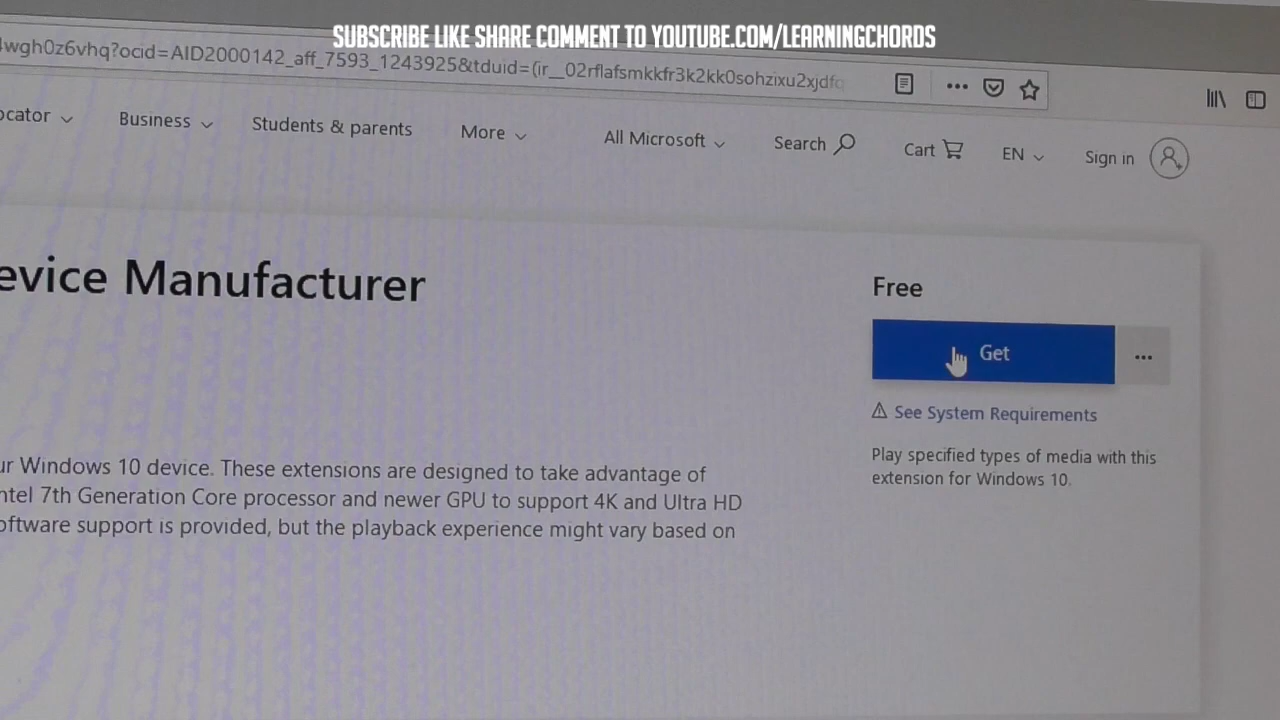 SUBSCRIBE LIKE SHARE COMMENT TO YOUTUBE.COM/LEARNINGCHORDS
wgh0z6vhq?ocid=AID2000142_aff_7593_1243925&tduid=(ir__02rflafsmkkfr3k2kk0sohzixu2xjdfq
ocator Business Students & parents More All Microsoft Search Cart EN Sign in
evice Manufacturer
Free
Get
See System Requirements
Play specified types of media with this
extension for Windows 10.
ur Windows 10 device. These extensions are designed to take advantage of
ntel 7th Generation Core processor and newer GPU to support 4K and Ultra HD
oftware support is provided, but the playback experience might vary based on